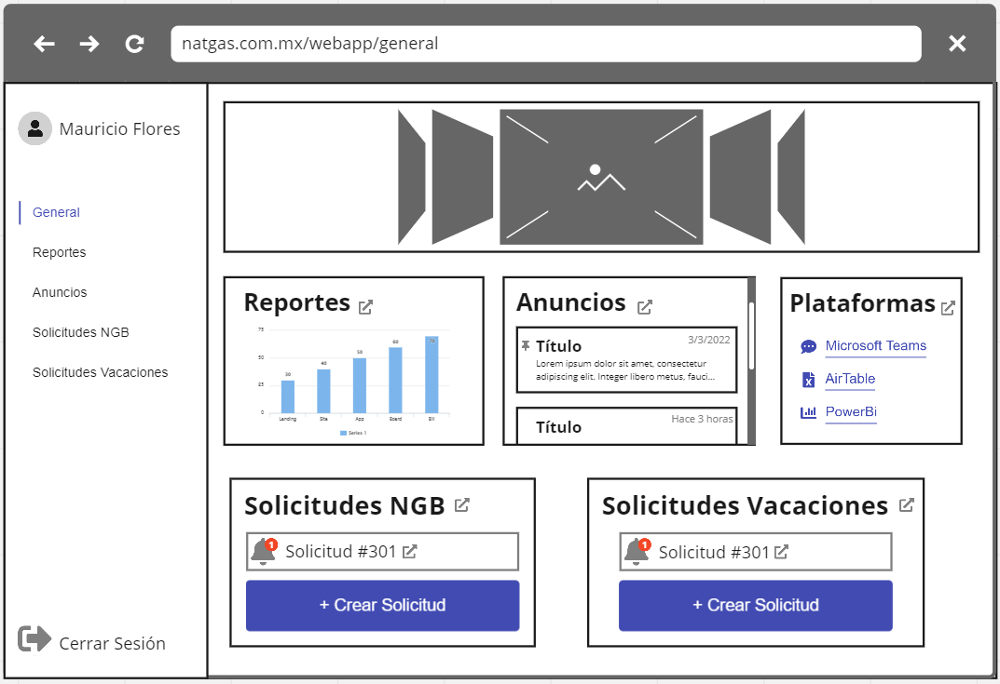 natgas.com.mx/webapp/general
Mauricio Flores
General
Reportes
Anuncios
Solicitudes NGB
Solicitudes Vacaciones
Cerrar Sesión
Reportes
75
50
25
0
30
40
50
60
70
Landing
Site
App
Board
Series 1
Anuncios
Título
3/3/2022
Lorem ipsum dolor sit amet, consectetur
adipiscing elit. Integer libero metus, fauci...
Título
Hace 3 horas
Plataformas
Microsoft Teams
AirTable
PowerBi
Solicitudes NGB
1
Solicitud #301
+ Crear Solicitud
Solicitudes Vacaciones
1
Solicitud #301
+ Crear Solicitud